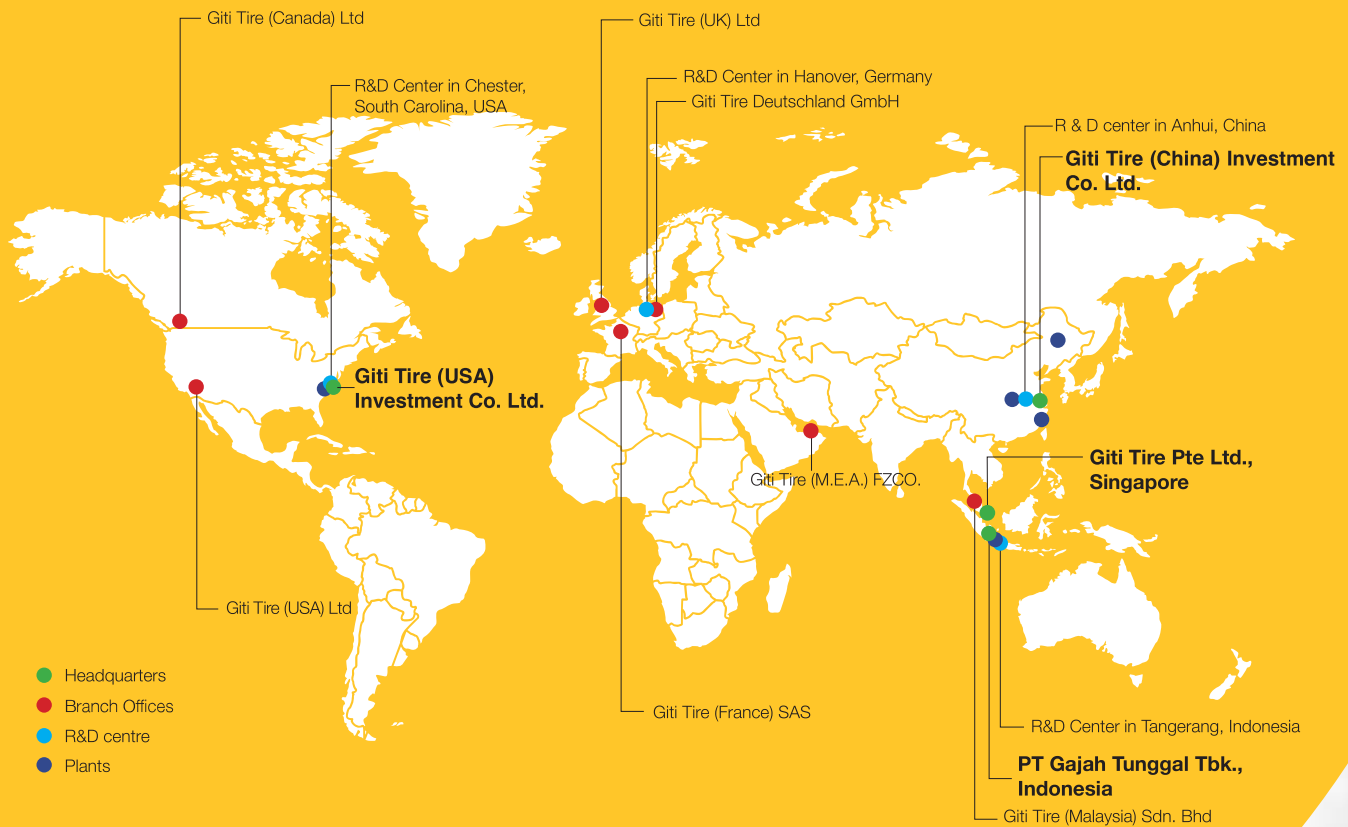 Giti Tire (Canada) Ltd
Giti Tire (UK) Ltd
R&D Center in Chester,
South Carolina, USA
R&D Center in Hanover, Germany
Giti Tire Deutschland GmbH
R & D center in Anhui, China
Giti Tire (China) Investment
Co. Ltd.
Giti Tire (USA)
Investment Co. Ltd.
Giti Tire (M.E.A.) FZCO.
Giti Tire Pte Ltd.,
Singapore
Giti Tire (USA) Ltd
Headquarters
Branch Offices
R&D centre
Plants
Giti Tire (France) SAS
R&D Center in Tangerang, Indonesia
PT Gajah Tunggal Tbk.,
Indonesia
Giti Tire (Malaysia) Sdn. Bhd